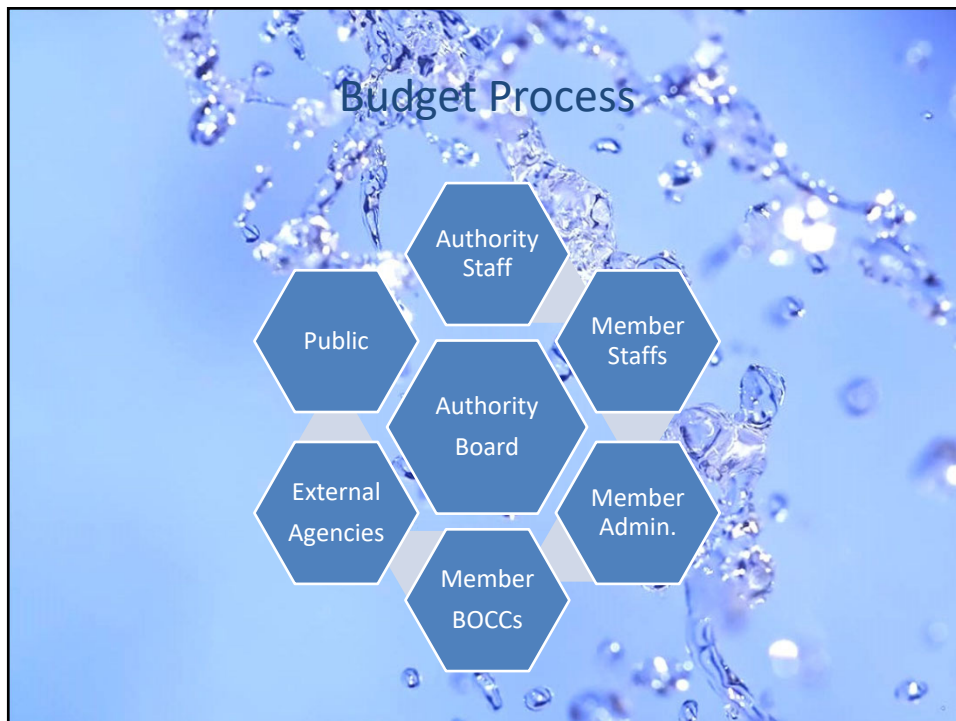 Budget Process
Authority
Staff
Member
Staffs
Public
Authority
Board
External
Agencies
Member
Admin.
Member
BOCCs